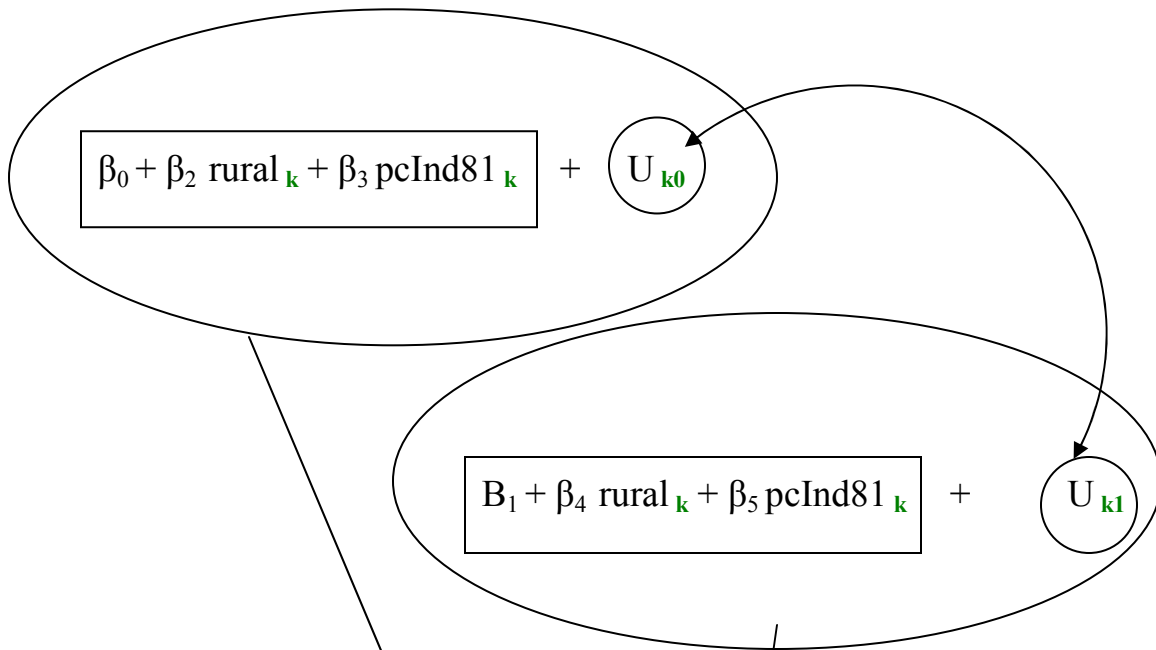 β₀ + β₂ rural k + β₃ pcInd81 k + U k0
B₁ + β₄ rural k + β₅ pcInd81 k + U k1